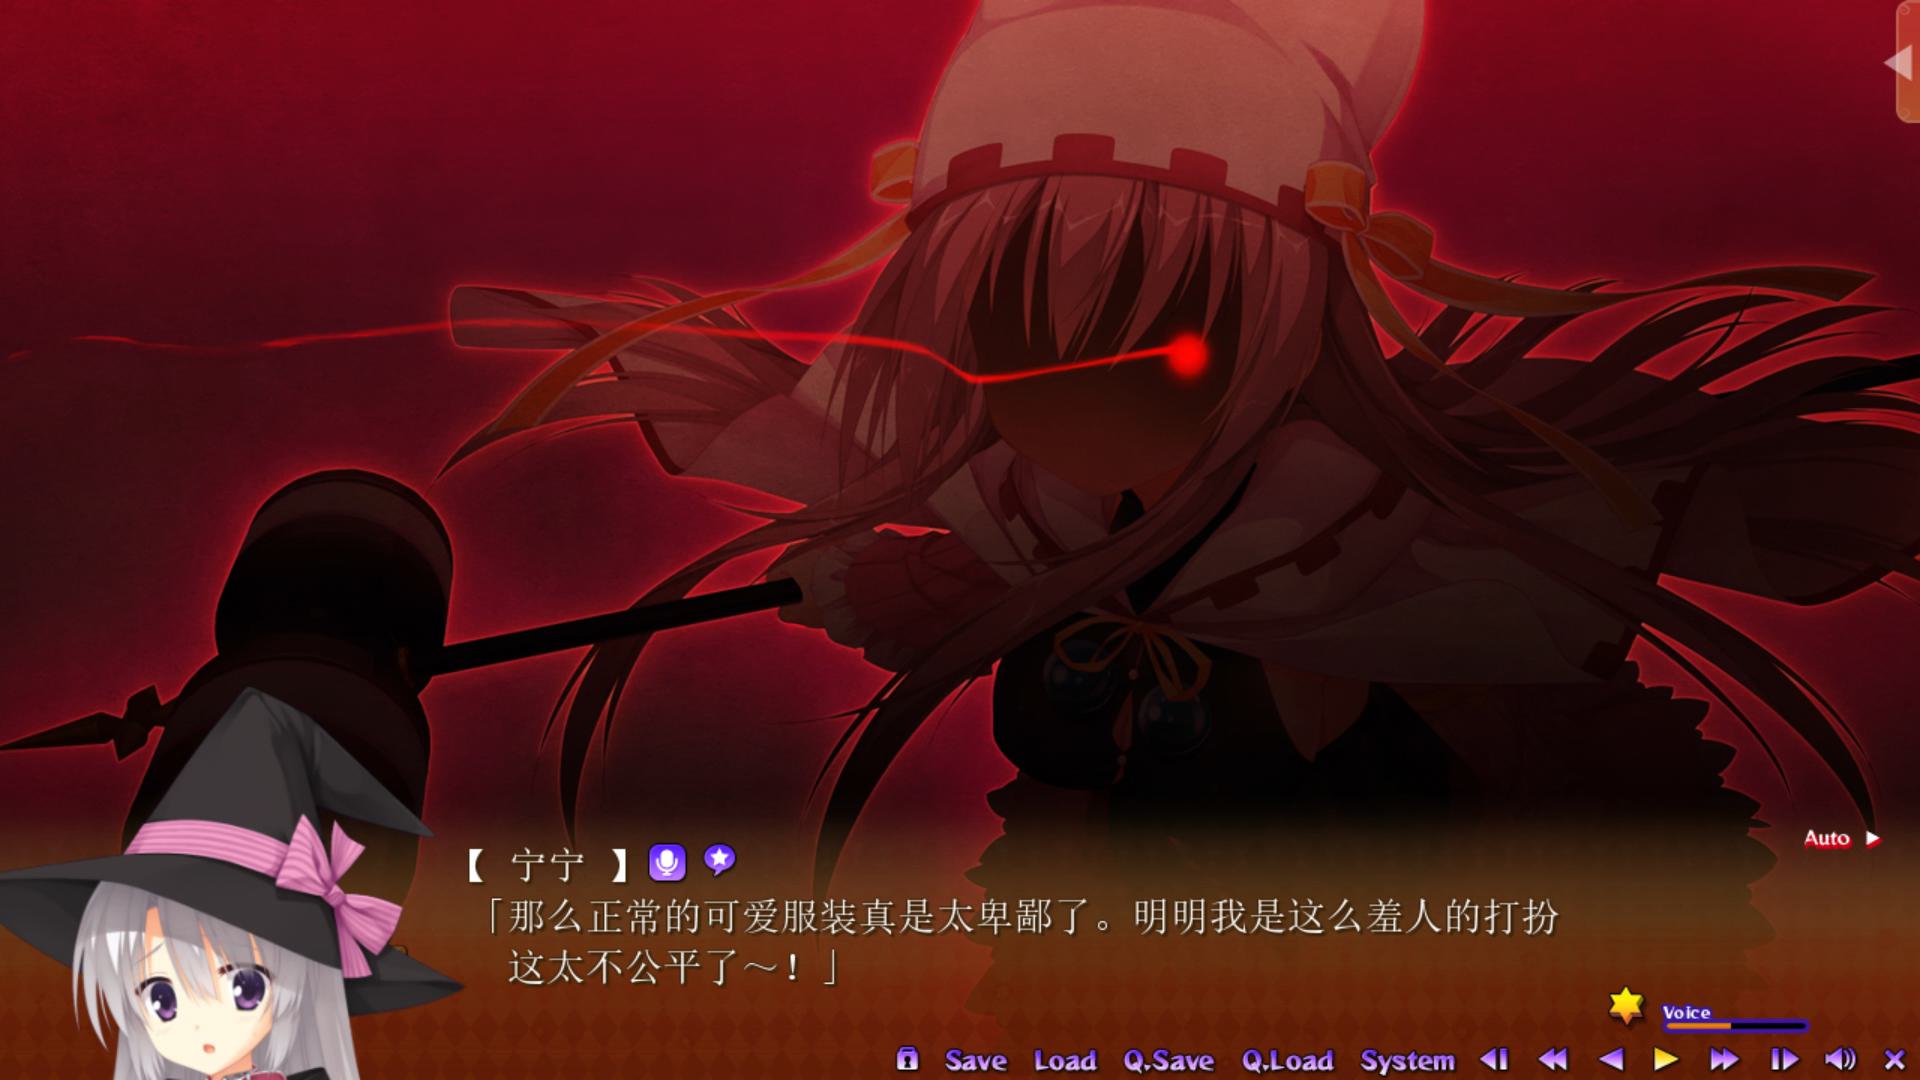 Auto
【 宁宁 】
「那么正常的可爱服装真是太卑鄙了。明明我是这么羞人的打扮
这太不公平了～！」
Voice
Save Load Q.Save Q.Load System